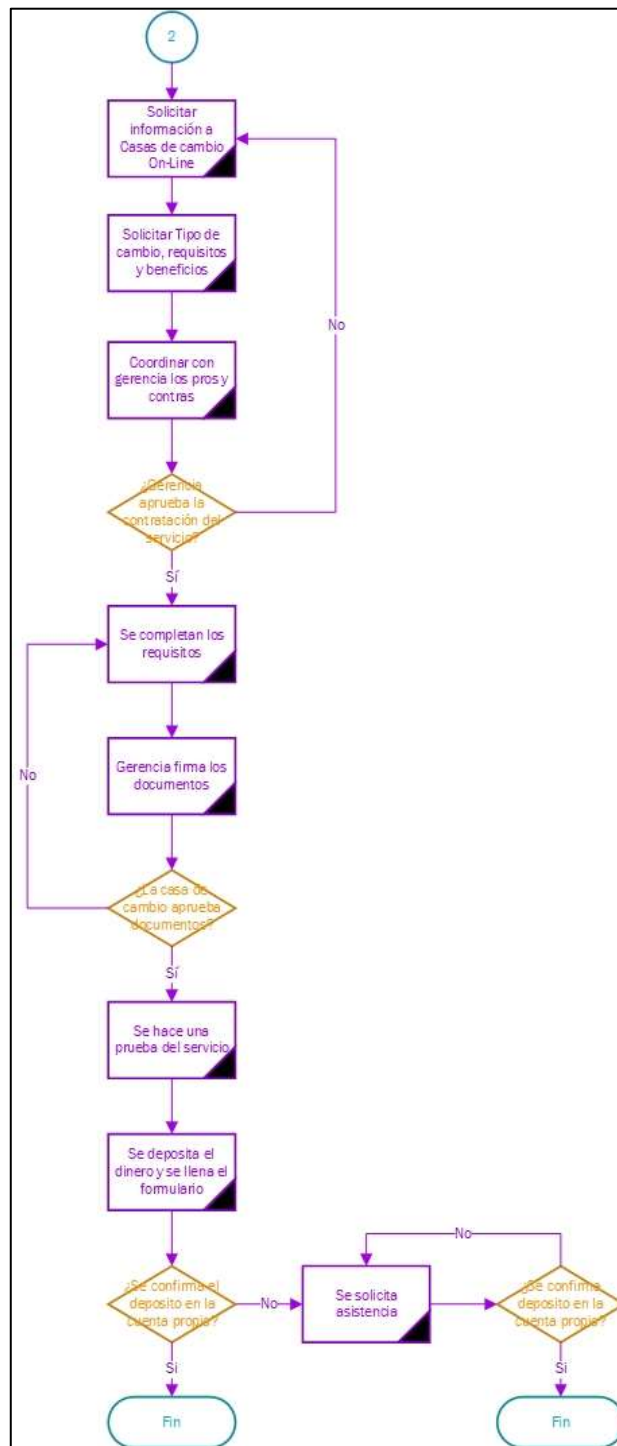 2
Solicitar
información a
Casas de cambio
On-Line
Solicitar Tipo de
cambio, requisitos
y beneficios
No
Coordinar con
gerencia los pros y
contras
¿Gerencia
aprueba la
contratación del
servicio?
Sí
Se completan los
requisitos
No
Gerencia firma los
documentos
¿La casa de
cambio aprueba
documentos?
Sí
Se hace una
prueba del servicio
Se deposita el
dinero y se llena el
formulario
¿Se confirma el
deposito en la
cuenta propia?
No
Se solicita
asistencia
No
¿Se confirma
deposito en la
cuenta propia?
Si
Si
Fin
Fin